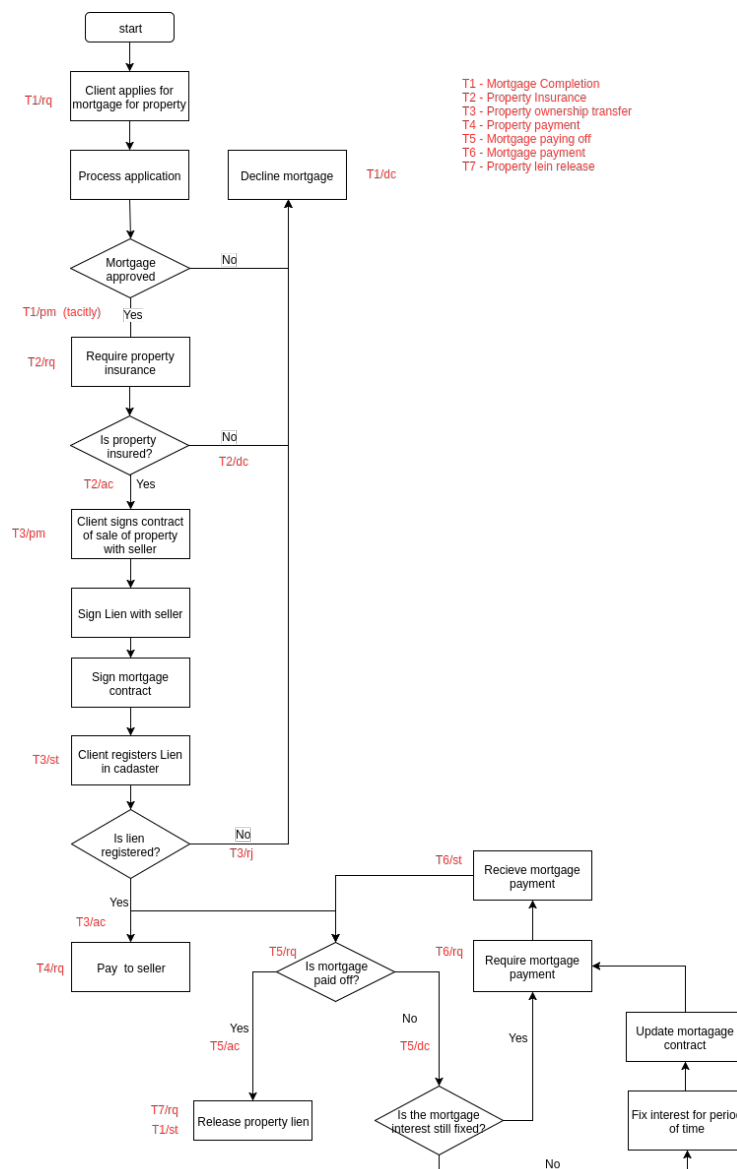 start
T1/rq
Client applies for
mortgage for property
T1 - Mortgage Completion
T2 - Property Insurance
T3 - Property ownership transfer
T4 - Property payment
T5 - Mortgage paying off
T6 - Mortgage payment
T7 - Property lein release
Process application
Decline mortgage
T1/dc
Mortgage
approved
No
T1/pm (tacitly)
Yes
T2/rq
Require property
insurance
Is property
insured?
No
T2/dc
T2/ac
Yes
T3/pm
Client signs contract
of sale of property
with seller
Sign Lien with seller
Sign mortgage
contract
T3/st
Client registers Lien
in cadaster
Is lien
registered?
No
T3/rj
Yes
T3/ac
T4/rq
Pay to seller
T6/st
Recieve mortgage
payment
T5/rq
Is mortgage
paid off?
T6/rq
Require mortgage
payment
Yes
T5/ac
No
T5/dc
Yes
Update mortagage
contract
T7/rq
T1/st
Release property lien
Is the mortgage
interest still fixed?
Fix interest for period
of time
No